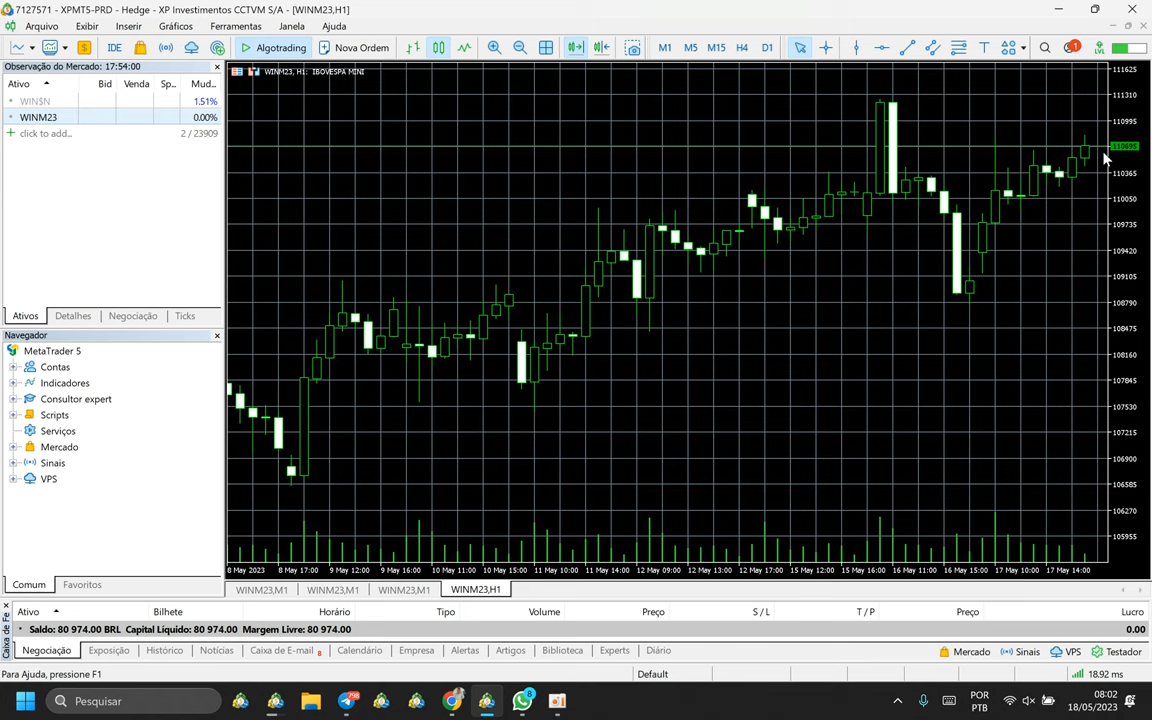 7127571 - XPMT5-PRD - Hedge - XP Investimentos CCTVM S/A - [WINM23,H1]
Arquivo Exibir Inserir Gráficos Ferramentas Janela Ajuda
IDE Algotrading Nova Ordem M1 M5 M15 H4 D1 1 LVL
Observação do Mercado: 17:54:00
Ativo Bid Venda Sp... Mud...
WIN$N 1.51%
WINM23 0.00%
click to add... 2 / 23909
Ativos Detalhes Negociação Ticks
Navegador
MetaTrader 5
Contas
Indicadores
Consultor expert
Scripts
Serviços
Mercado
Sinais
VPS
Comum Favoritos
WINM23, H1: IBOVESPA MINI
111625
111310
110995
110695
110365
110050
109735
109420
109105
108790
108475
108160
107845
107530
107215
106900
106585
106270
105955
8 May 2023 8 May 17:00 9 May 12:00 9 May 16:00 10 May 11:00 10 May 15:00 11 May 10:00 11 May 14:00 12 May 09:00 12 May 13:00 12 May 17:00 15 May 12:00 15 May 16:00 16 May 11:00 16 May 15:00 17 May 10:00 17 May 14:00
WINM23,M1 WINM23,M1 WINM23,M1 WINM23,H1
Caixa de Fe
Ativo Bilhete Horário Tipo Volume Preço S / L T / P Preço Lucro
Saldo: 80 974.00 BRL Capital Líquido: 80 974.00 Margem Livre: 80 974.00 0.00
Negociação Exposição Histórico Notícias Caixa de E-mail 8 Calendário Empresa Alertas Artigos Biblioteca Experts Diário Mercado Sinais VPS Testador
Para Ajuda, pressione F1 Default 18.92 ms
Pesquisar 798 8 POR PTB 08:02 18/05/2023